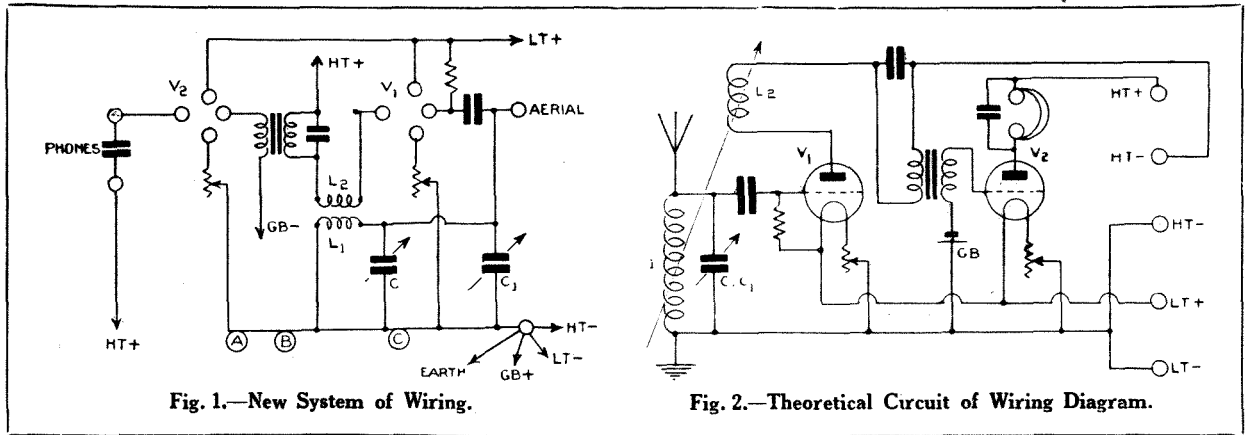 LT+
HT+
V2
V1
AERIAL
PHONES
L2
GB-
L1
C
C1
HT+
A
B
C
HT-
EARTH
GB+
LT-
Fig. 1.—New System of Wiring.
L2
HT+
V1
V2
HT-
HT-
GB
C.C1
LT+
LT-
Fig. 2.—Theoretical Circuit of Wiring Diagram.